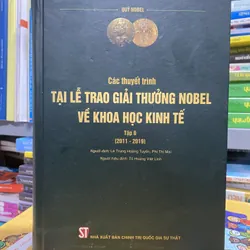 QUỸ NOBEL
Các thuyết trình
TẠI LỄ TRAO GIẢI THƯỞNG NOBEL
VỀ KHOA HỌC KINH TẾ
Tập 6
(2011 - 2019)
NHÀ XUẤT BẢN CHÍNH TRỊ QUỐC GIA SỰ THẬT